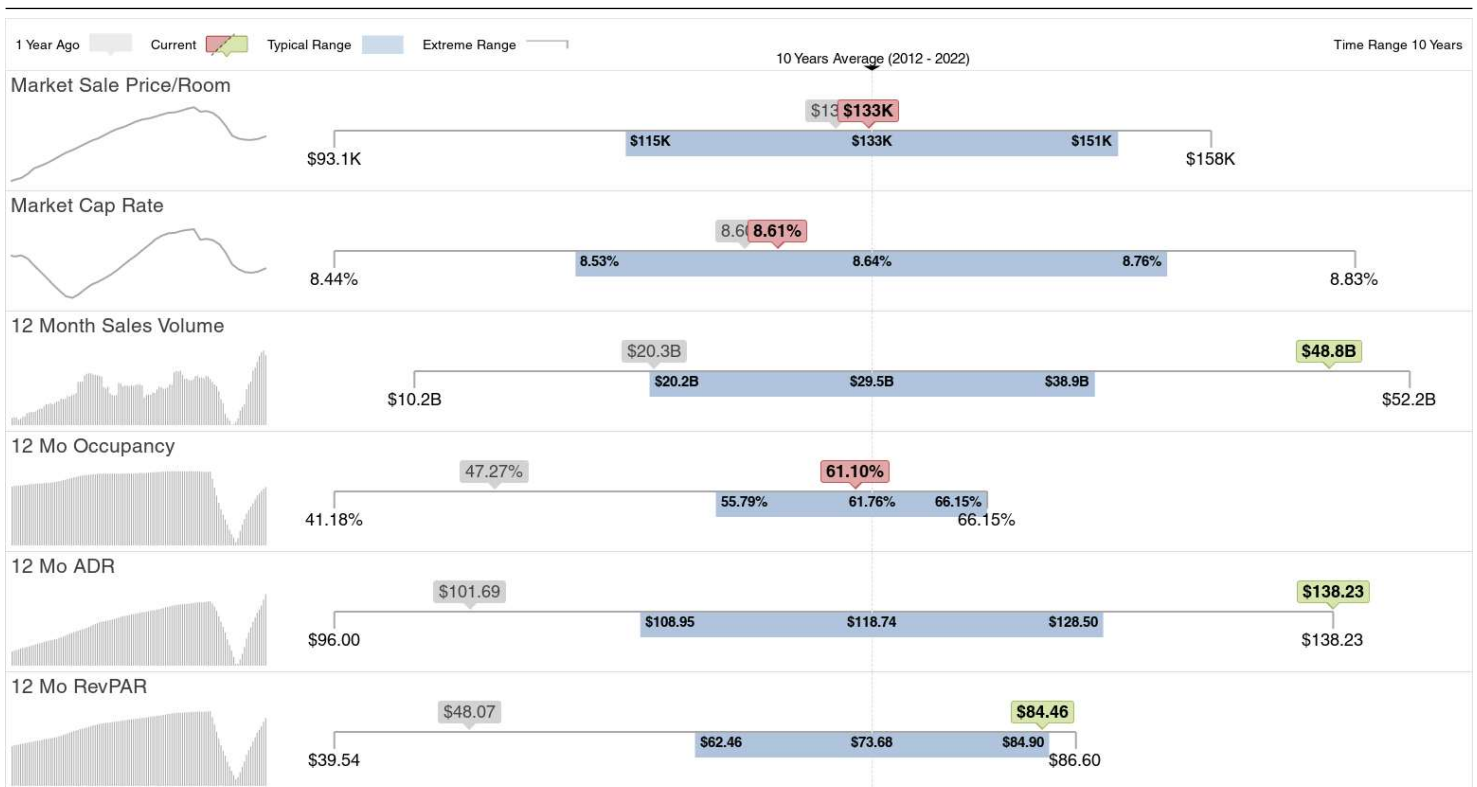 1 Year Ago Current Typical Range Extreme Range Time Range 10 Years
10 Years Average (2012 - 2022)
Market Sale Price/Room
$13 $133K
$115K $133K $151K
$93.1K $158K
Market Cap Rate
8.6 8.61%
8.53% 8.64% 8.76%
8.44% 8.83%
12 Month Sales Volume
$20.3B $48.8B
$20.2B $29.5B $38.9B
$10.2B $52.2B
12 Mo Occupancy
47.27% 61.10%
55.79% 61.76% 66.15%
41.18% 66.15%
12 Mo ADR
$101.69 $138.23
$108.95 $118.74 $128.50
$96.00 $138.23
12 Mo RevPAR
$48.07 $84.46
$62.46 $73.68 $84.90
$39.54 $86.60